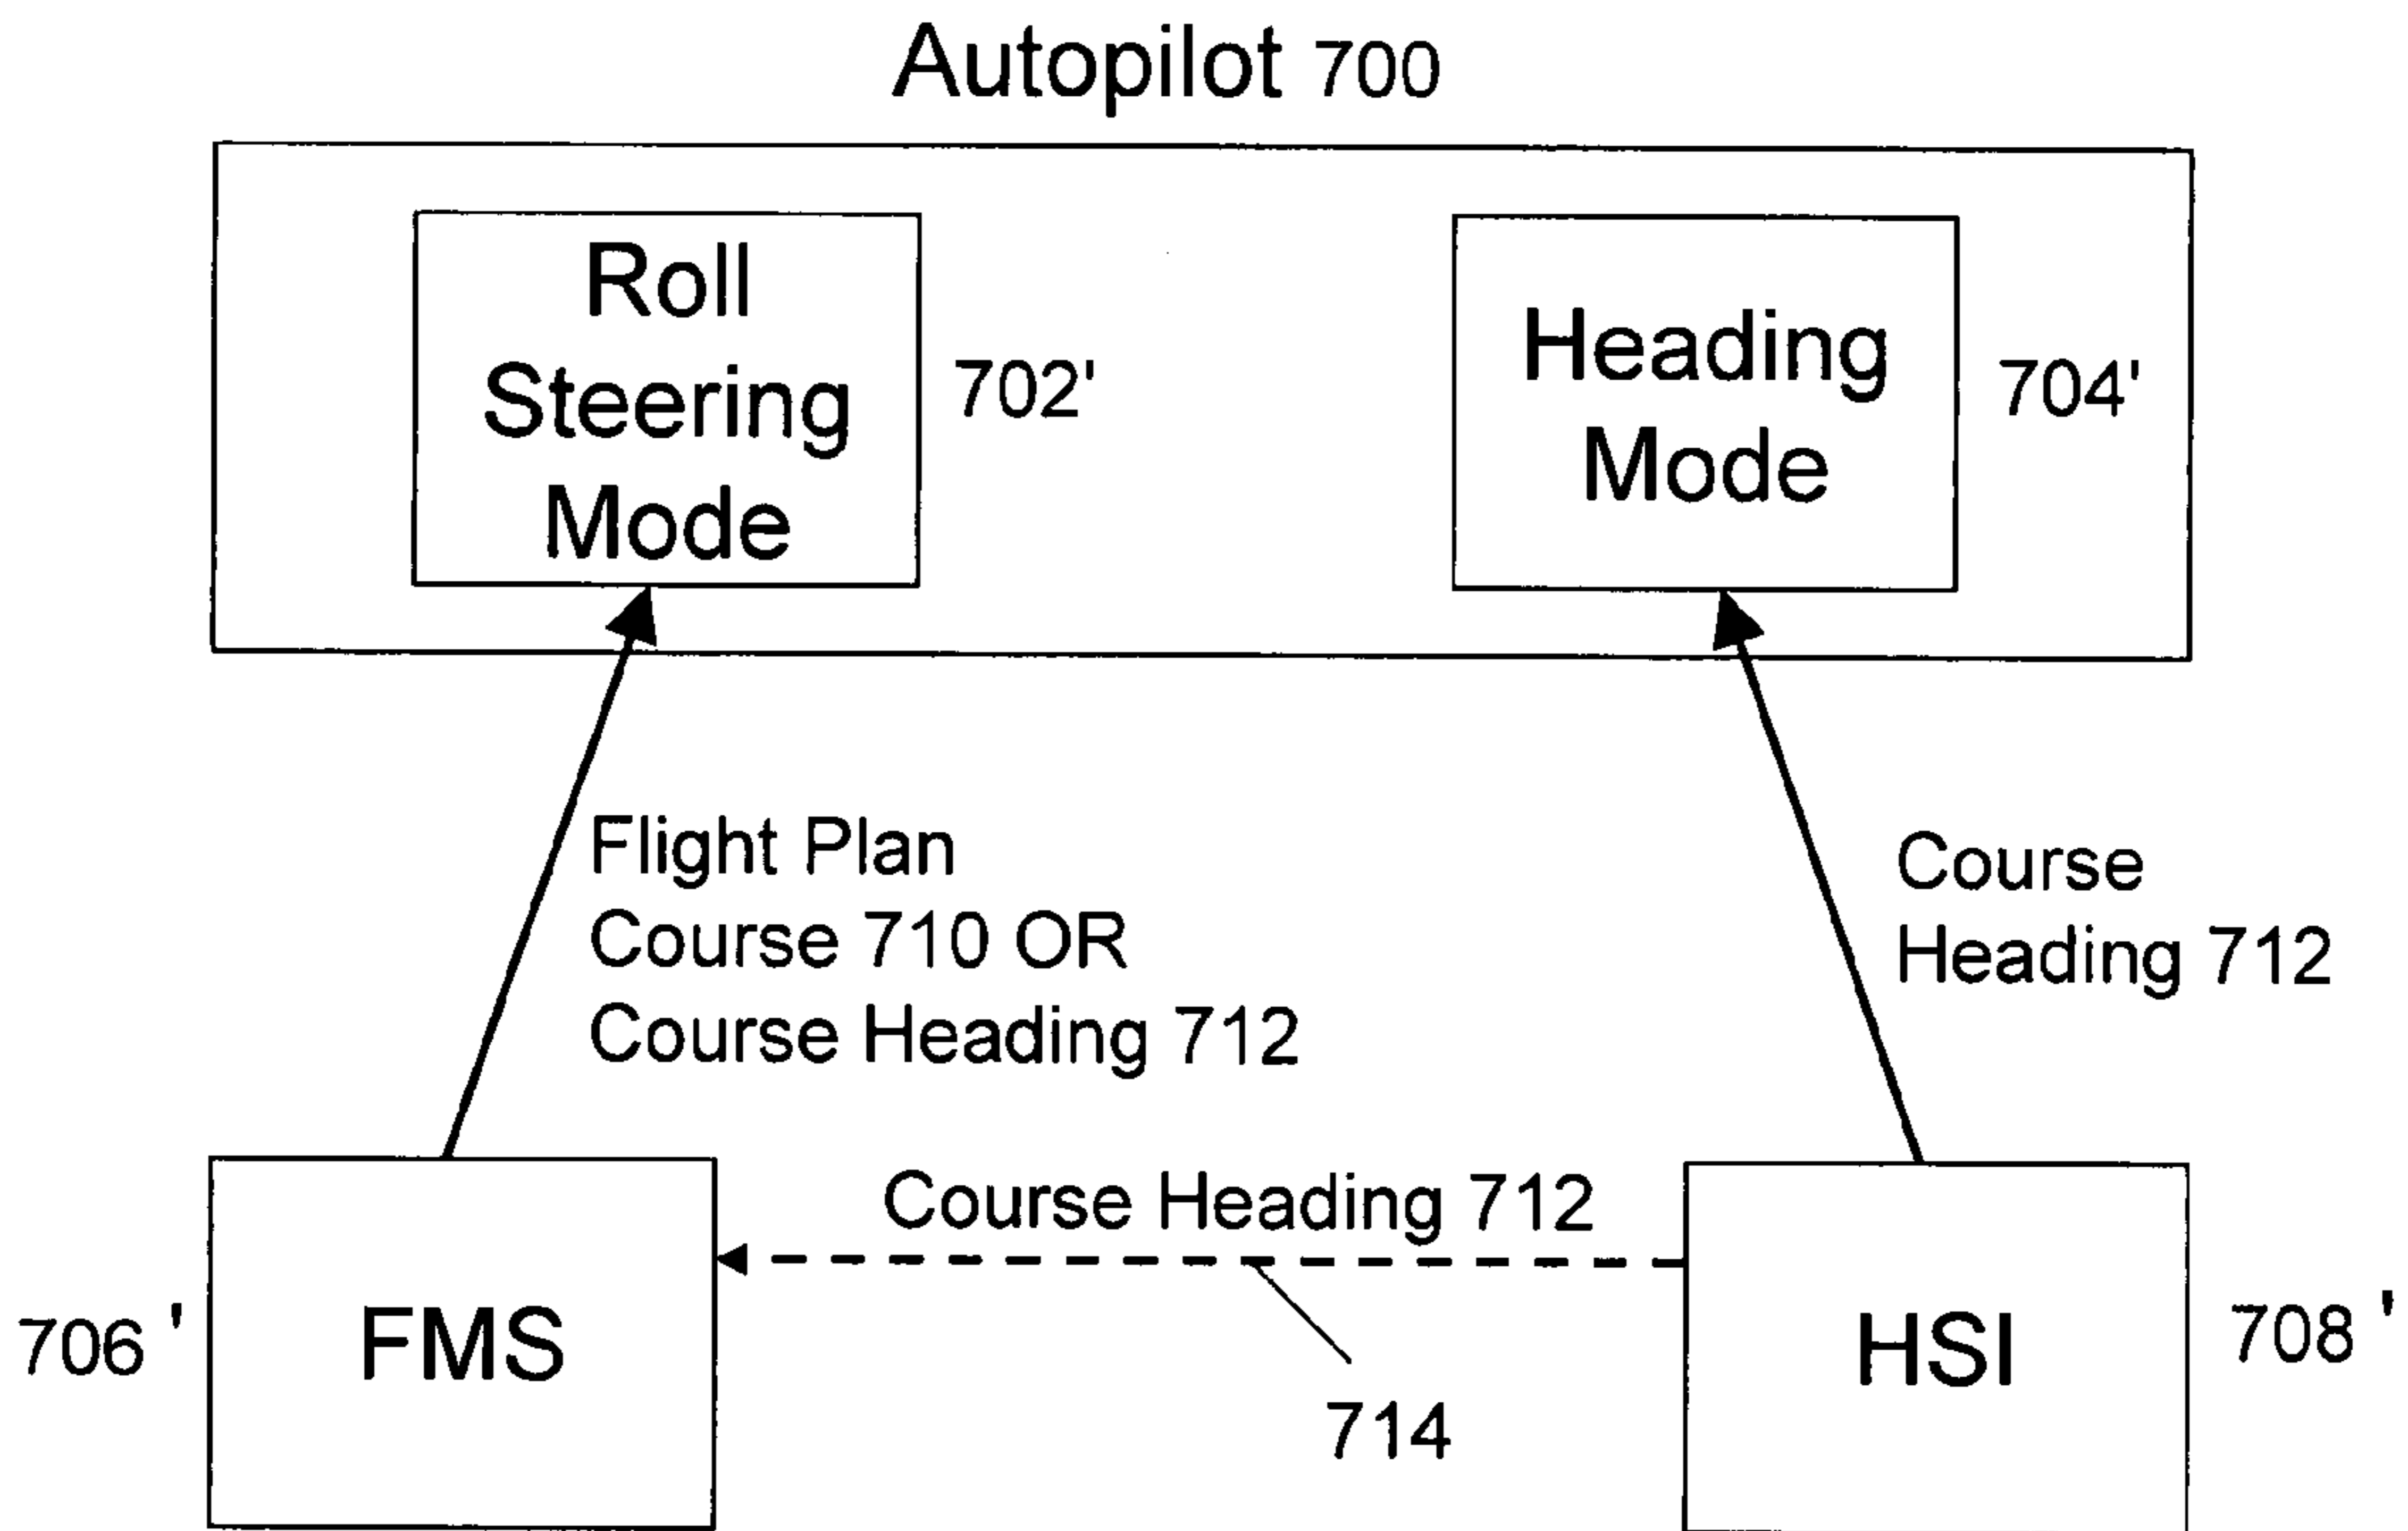 Autopilot 700
Roll
Steering
Mode
702'
Heading
Mode
704'
Flight Plan
Course 710 OR
Course Heading 712
Course
Heading 712
Course Heading 712
706 '
FMS
714
HSI
708 '